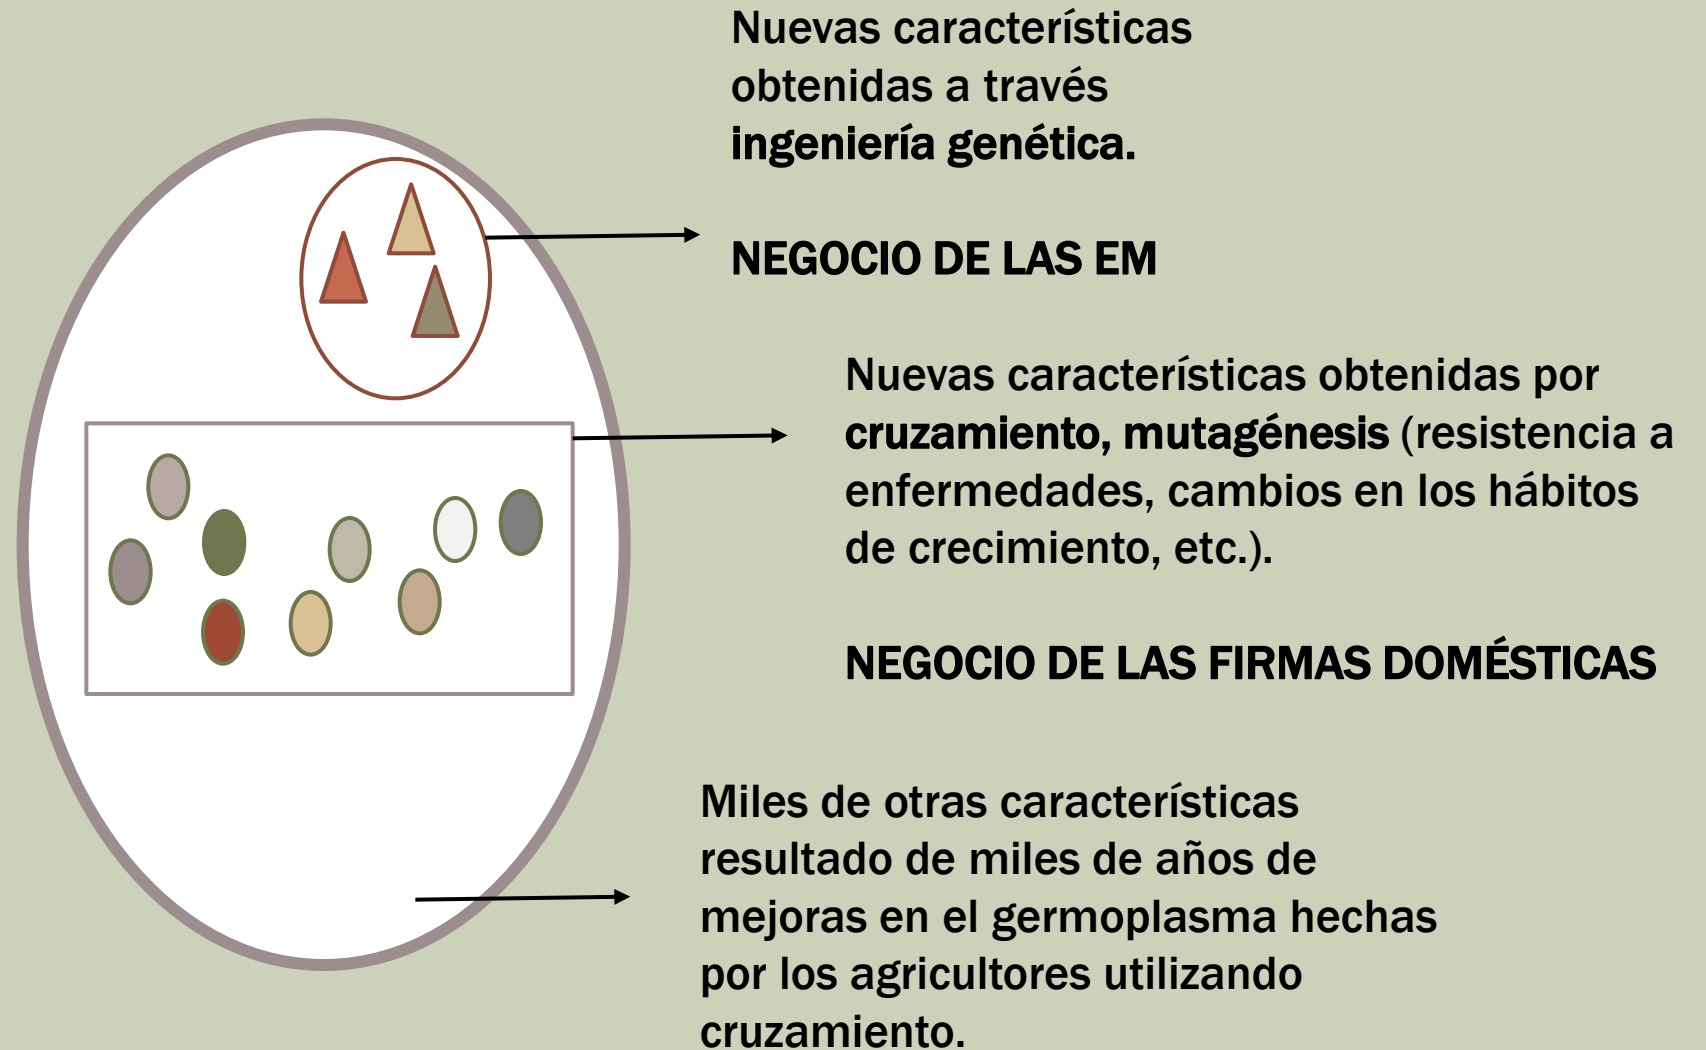 Nuevas características
obtenidas a través
ingeniería genética.
NEGOCIO DE LAS EM
Nuevas características obtenidas por
cruzamiento, mutagénesis (resistencia a
enfermedades, cambios en los hábitos
de crecimiento, etc.).
NEGOCIO DE LAS FIRMAS DOMÉSTICAS
Miles de otras características
resultado de miles de años de
mejoras en el germoplasma hechas
por los agricultores utilizando
cruzamiento.